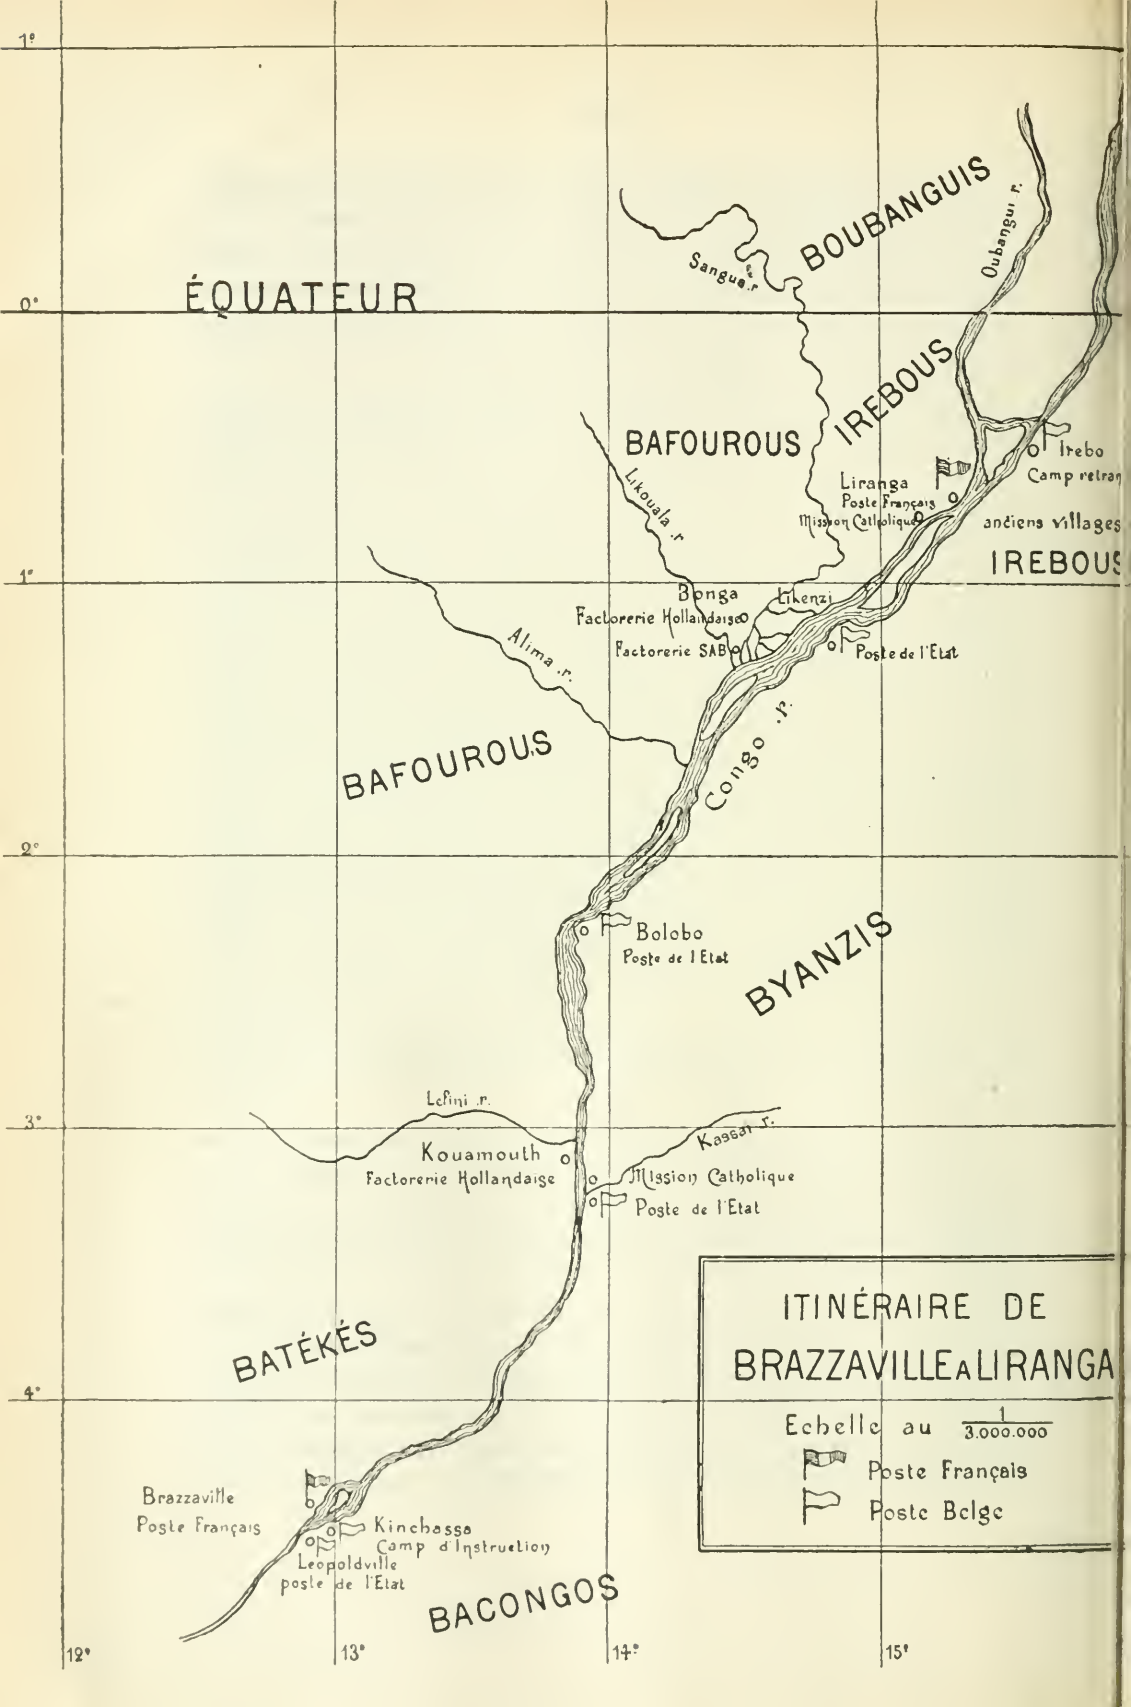 1°
BOUBANGUIS
Oubangui r.
Sangua r.
ÉQUATEUR
0°
IREBOUS
BAFOUROUS
Likouala r.
Irebo
Camp retran
Liranga
Poste Français
Mission Catholique
anciens villages
IREBOUS
1°
Bonga
Likenzi
Factorerie Hollandaise
Factorerie SAB
Poste de l'Etat
Alima .r.
Congo .r.
BAFOUROUS
2°
Bolobo
Poste de l Etat
BYANZIS
Lefini .r.
3°
Kassai r.
Kouamouth
Factorerie Hollandaise
Mission Catholique
Poste de l'Etat
ITINÉRAIRE DE
BRAZZAVILLE A LIRANGA
Echelle au 1/3.000.000
Poste Français
Poste Belge
BATÉKÉS
4°
Brazzaville
Poste Français
Kinchassa
Camp d'Instruction
Leopoldville
poste de l'Etat
BACONGOS
12°
13°
14°
15°